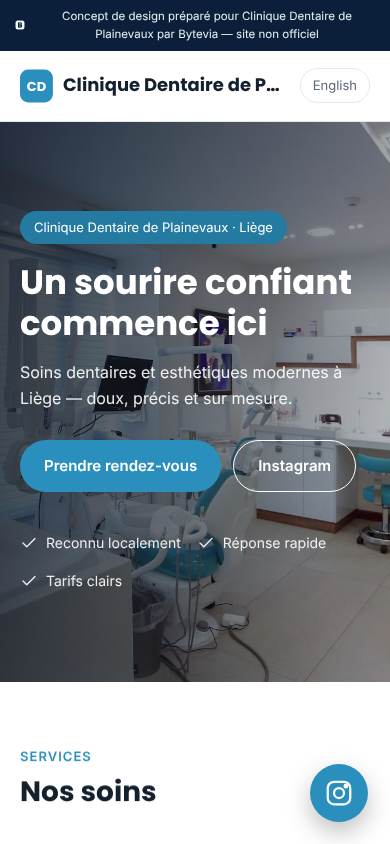 Concept de design préparé pour Clinique Dentaire de
Plainevaux par Bytevia — site non officiel
B
CD
Clinique Dentaire de P...
English
Clinique Dentaire de Plainevaux · Liège
Un sourire confiant
commence ici
Soins dentaires et esthétiques modernes à
Liège — doux, précis et sur mesure.
Prendre rendez-vous
Instagram
Reconnu localement
Réponse rapide
Tarifs clairs
SERVICES
Nos soins